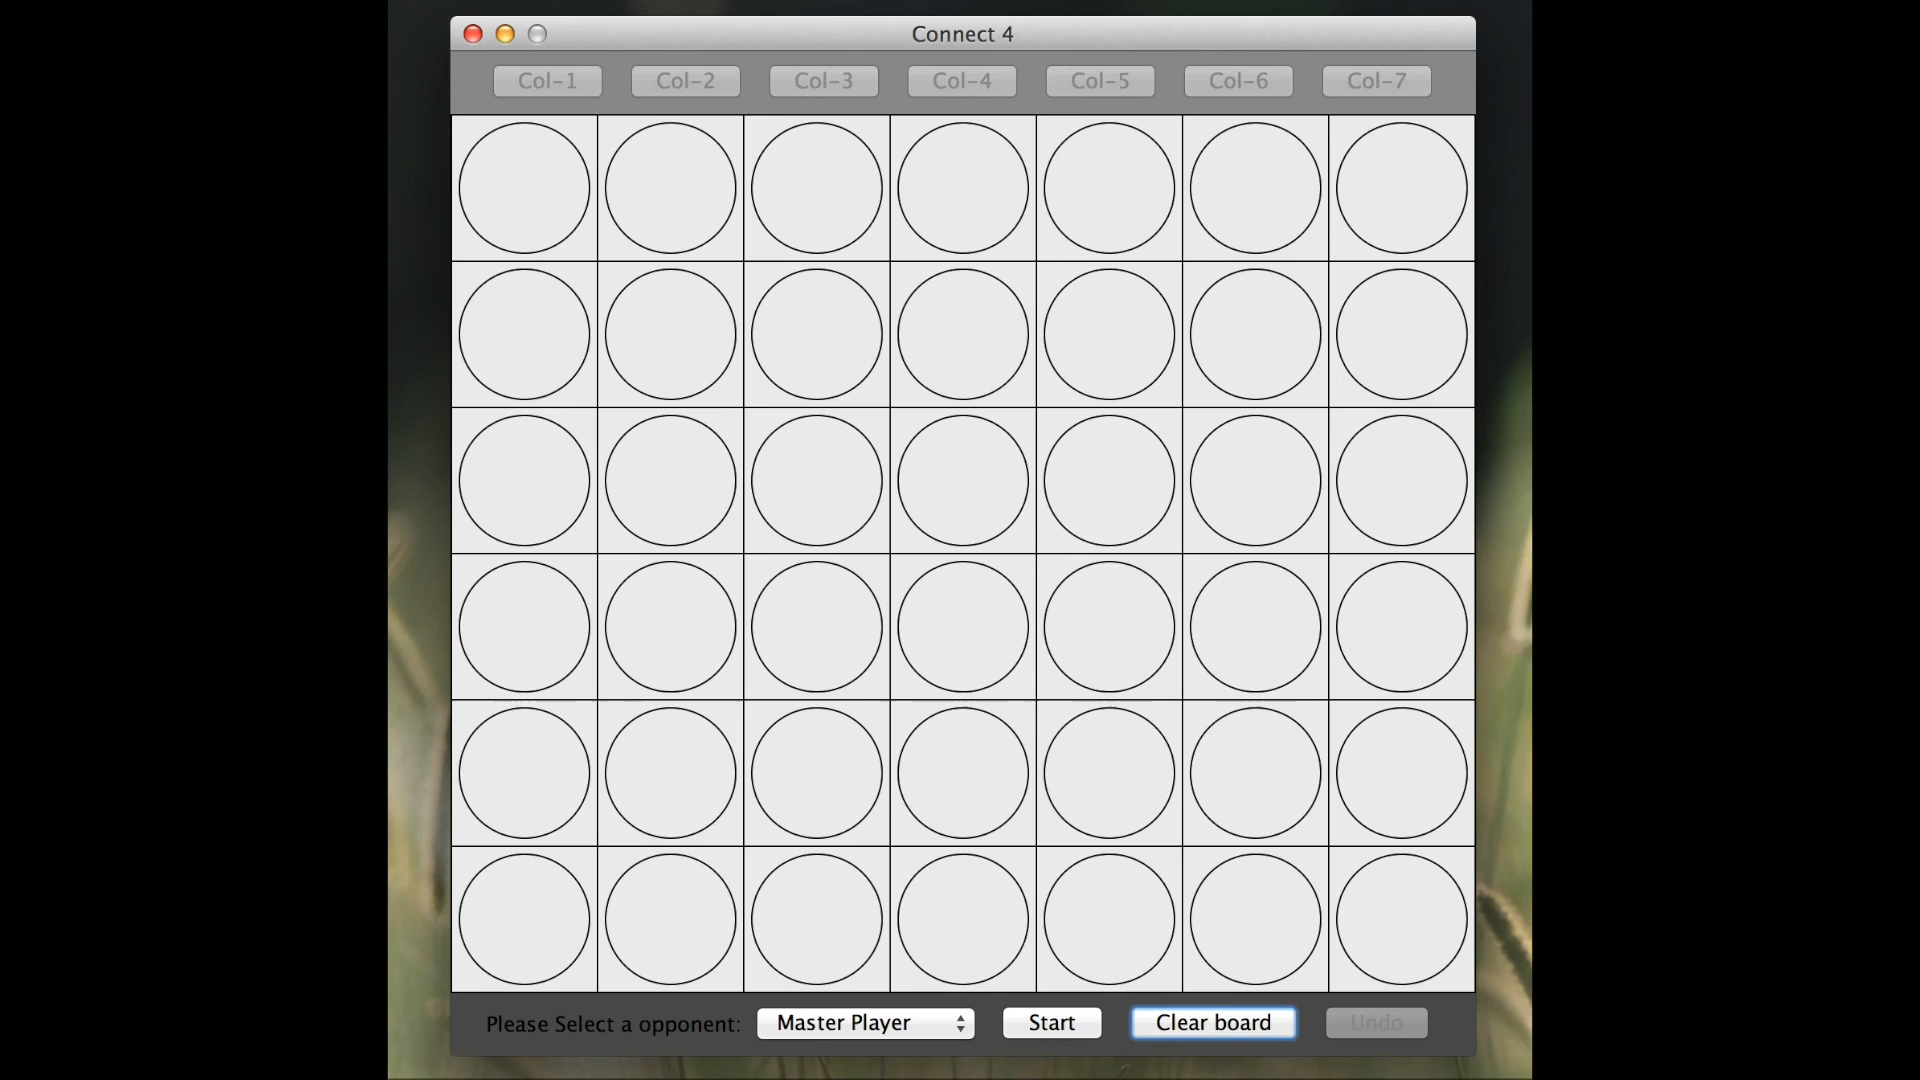 Connect 4
Col-1 Col-2 Col-3 Col-4 Col-5 Col-6 Col-7
Please Select a opponent: Master Player Start Clear board Undo